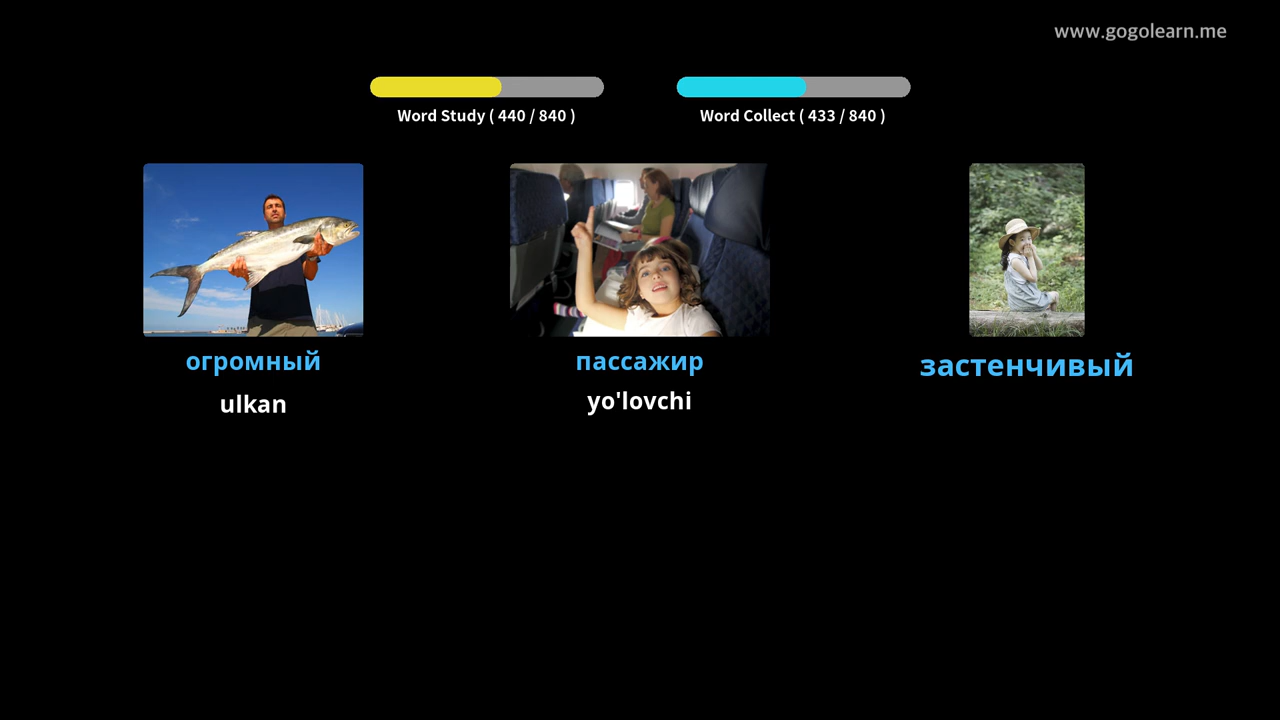 www.gogolearn.me
Word Study ( 440 / 840 )
Word Collect ( 433 / 840 )
огромный
ulkan
пассажир
yo'lovchi
застенчивый